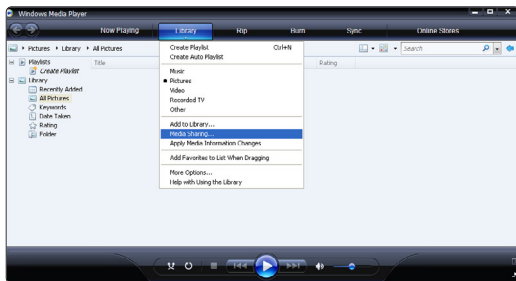 Windows Media Player
Now Playing
Library
Rip
Burn
Sync
Online Stores
Pictures
Library
All Pictures
Search
Playlists
Create Playlist
Library
Recently Added
All Pictures
Keywords
Date Taken
Rating
Folder
Title
Rating
Create Playlist Ctrl+N
Create Auto Playlist
Music
Pictures
Video
Recorded TV
Other
Add to Library...
Media Sharing...
Apply Media Information Changes
Add Favorites to List When Dragging
More Options...
Help with Using the Library